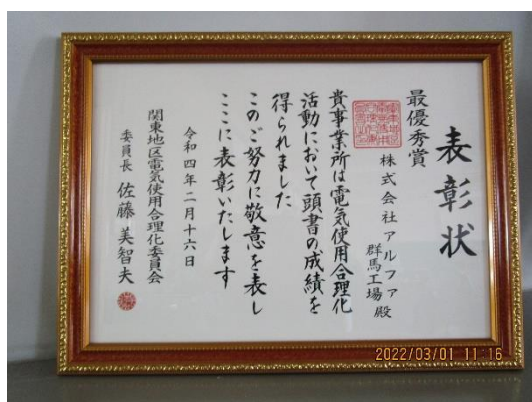 表彰状
最優秀賞
株式会社アルファ
群馬工場 殿
貴事業所は電気使用合理化
活動において頭書の成績を
得られました
このご努力に敬意を表し
ここに表彰いたします
令和四年二月十六日
関東地区電気使用合理化委員会
委員長 佐藤美智夫
2022/03/01 11:16